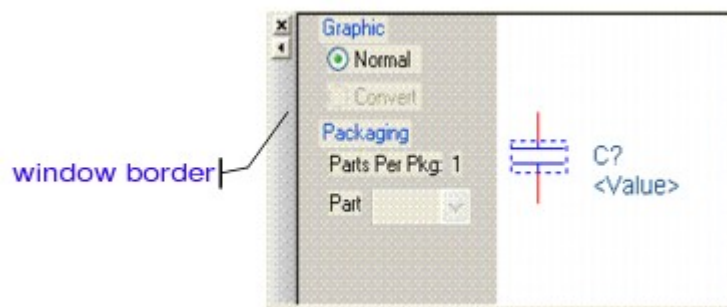 Graphic
Normal
Convert
Packaging
Parts Per Pkg: 1
Part
window border
C?
<Value>